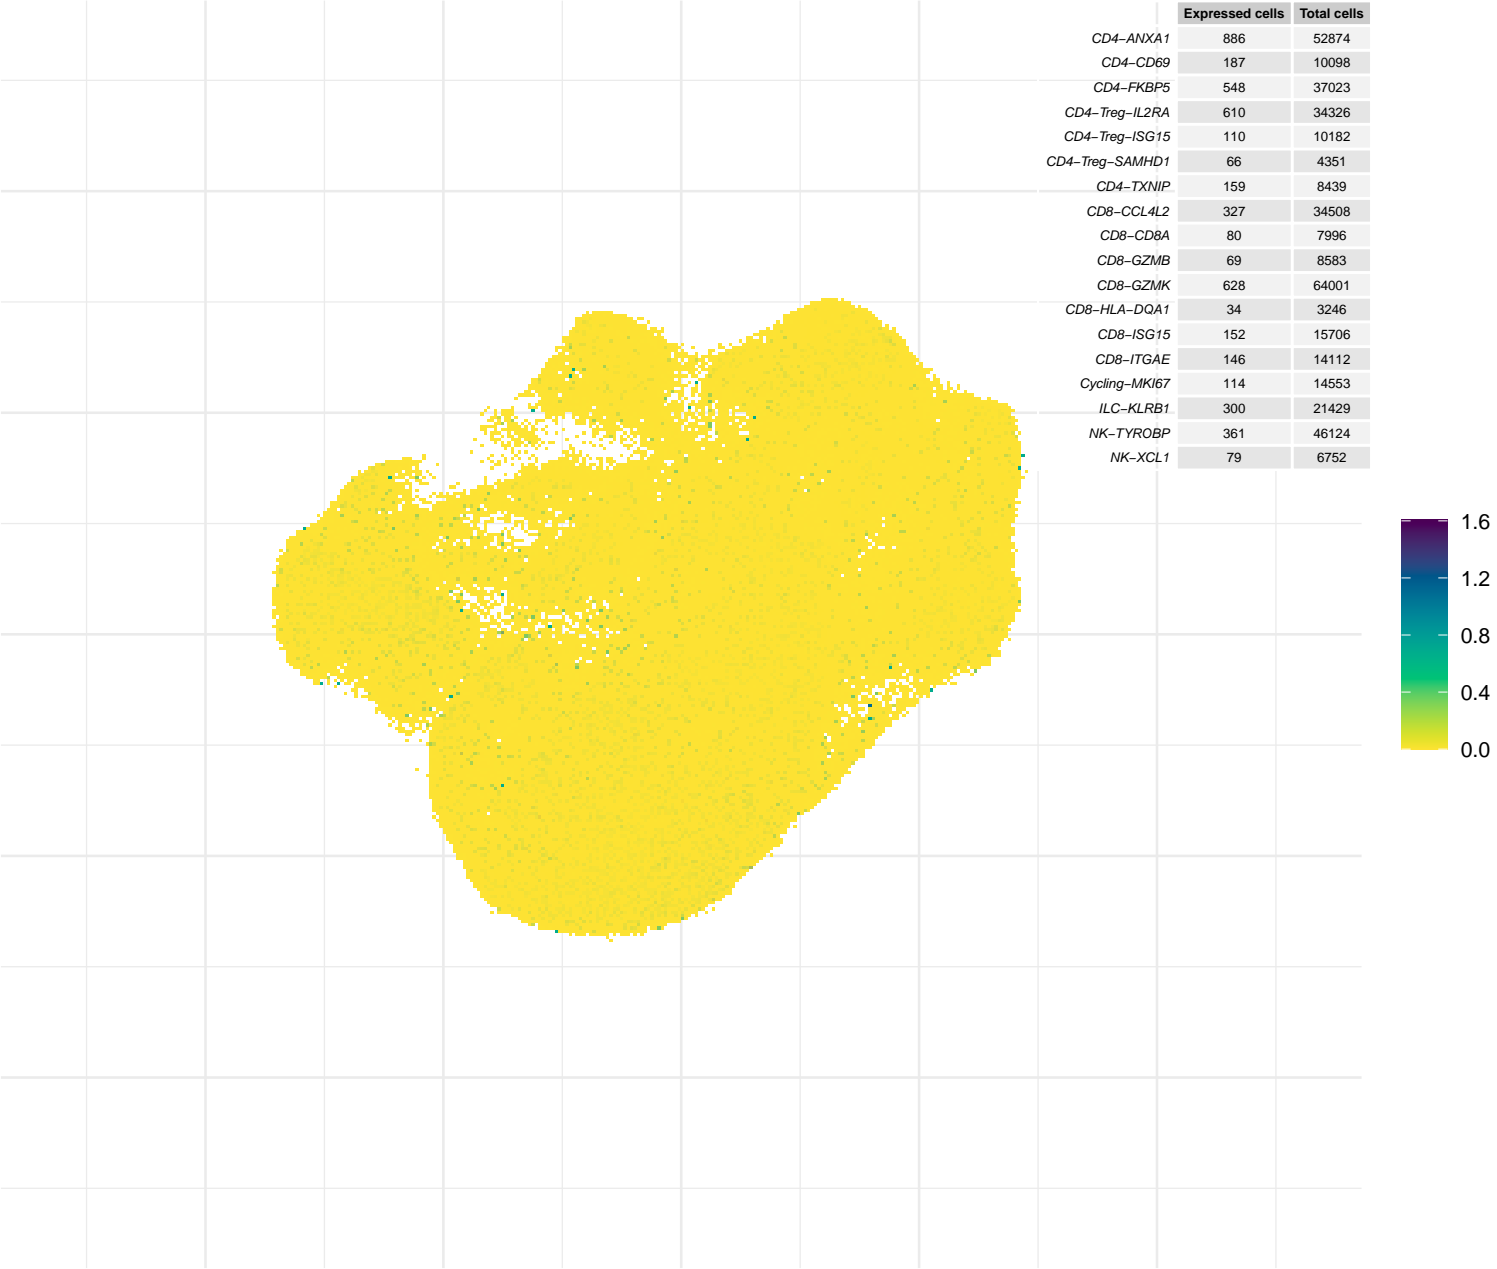 Expressed cells Total cells
CD4−ANXA1 886 52874
CD4−CD69 187 10098
CD4−FKBP5 548 37023
CD4−Treg−IL2RA 610 34326
CD4−Treg−ISG15 110 10182
CD4−Treg−SAMHD1 66 4351
CD4−TXNIP 159 8439
CD8−CCL4L2 327 34508
CD8−CD8A 80 7996
CD8−GZMB 69 8583
CD8−GZMK 628 64001
CD8−HLA−DQA1 34 3246
CD8−ISG15 152 15706
CD8−ITGAE 146 14112
Cycling−MKI67 114 14553
ILC−KLRB1 300 21429
NK−TYROBP 361 46124
NK−XCL1 79 6752
1.6
1.2
0.8
0.4
0.0